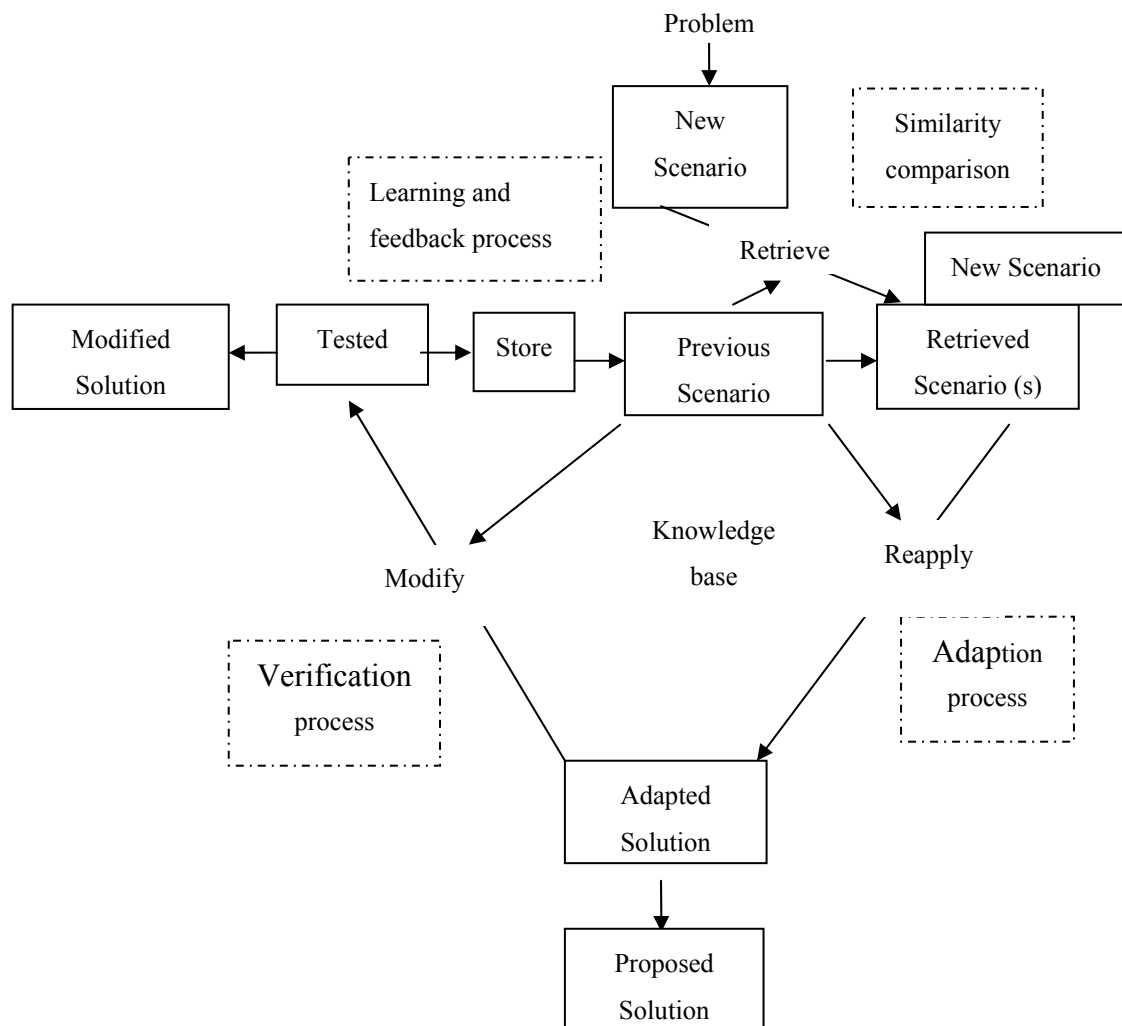 Problem
New
Scenario
Similarity
comparison
Learning and
feedback process
Retrieve
New Scenario
Modified
Solution
Tested
Store
Previous
Scenario
Retrieved
Scenario (s)
Knowledge
base
Reapply
Modify
Verification
process
Adaption
process
Adapted
Solution
Proposed
Solution